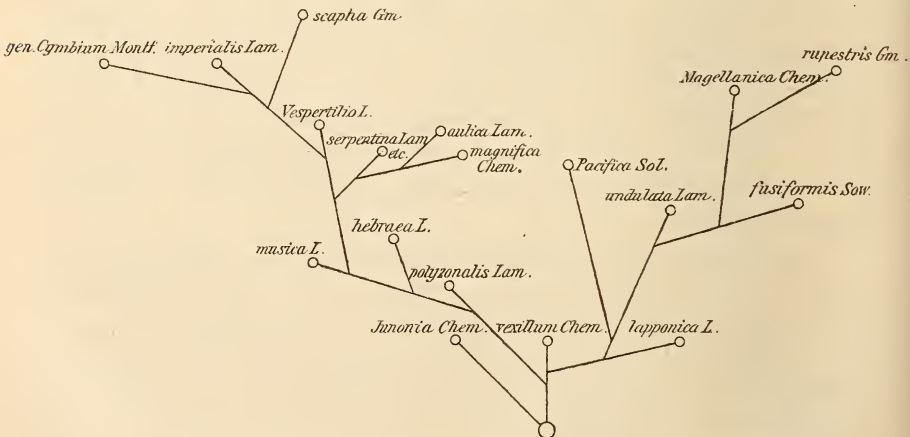 scapha Gm.
gen. Cymbium Montf. imperialis Lam.
rupestris Gm.
Magellanica Chem.
Vespertilio L.
serpentina Lam
etc.
aulica Lam.
magnifica
Chem.
Pacifica Sol.
undulata Lam.
fusiformis Sow.
hebraea L.
musica L.
polyzonalis Lam.
Junonia Chem. vexillum Chem. lapponica L.